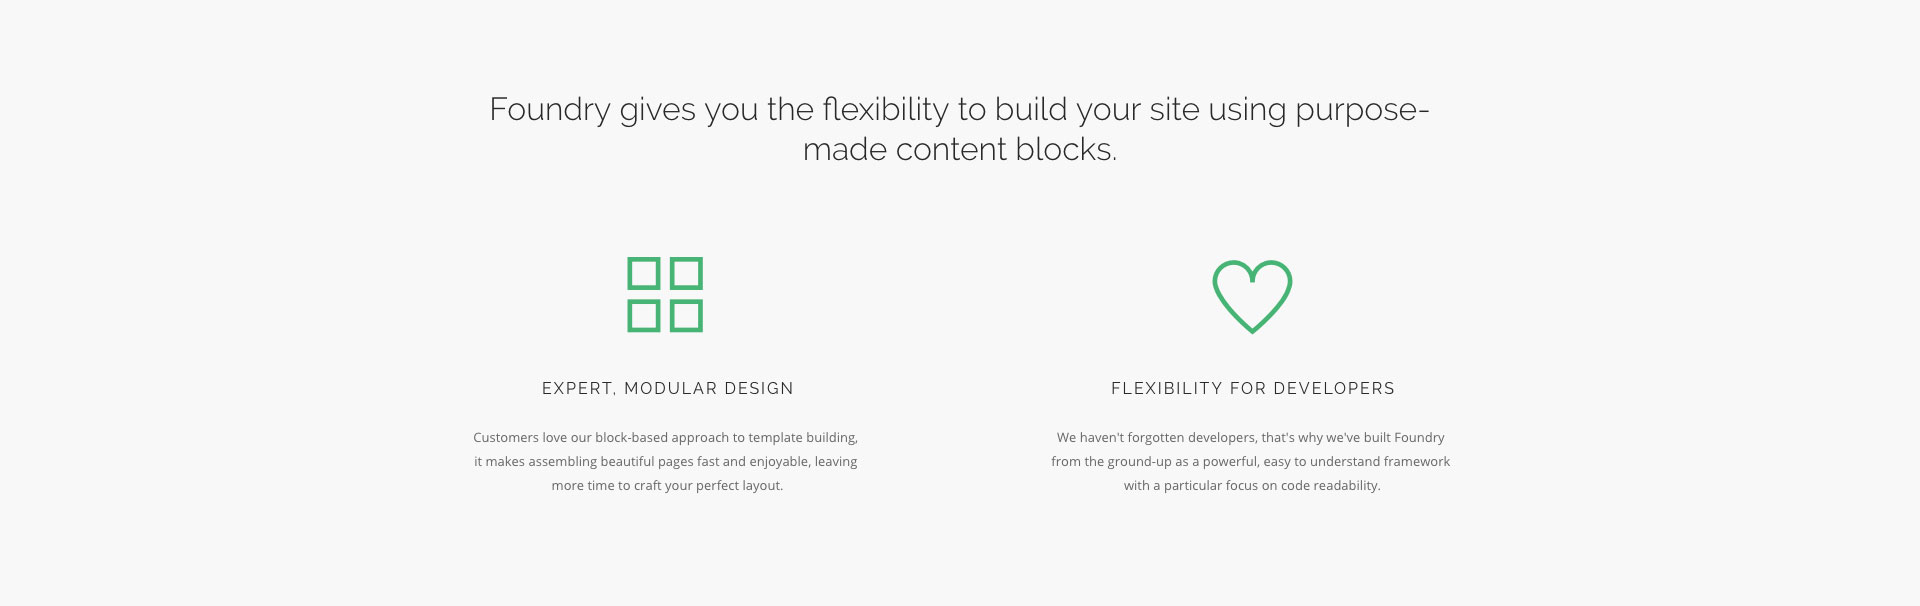 Foundry gives you the flexibility to build your site using purpose-
made content blocks.
EXPERT, MODULAR DESIGN
Customers love our block-based approach to template building,
it makes assembling beautiful pages fast and enjoyable, leaving
more time to craft your perfect layout.
FLEXIBILITY FOR DEVELOPERS
We haven't forgotten developers, that's why we've built Foundry
from the ground-up as a powerful, easy to understand framework
with a particular focus on code readability.